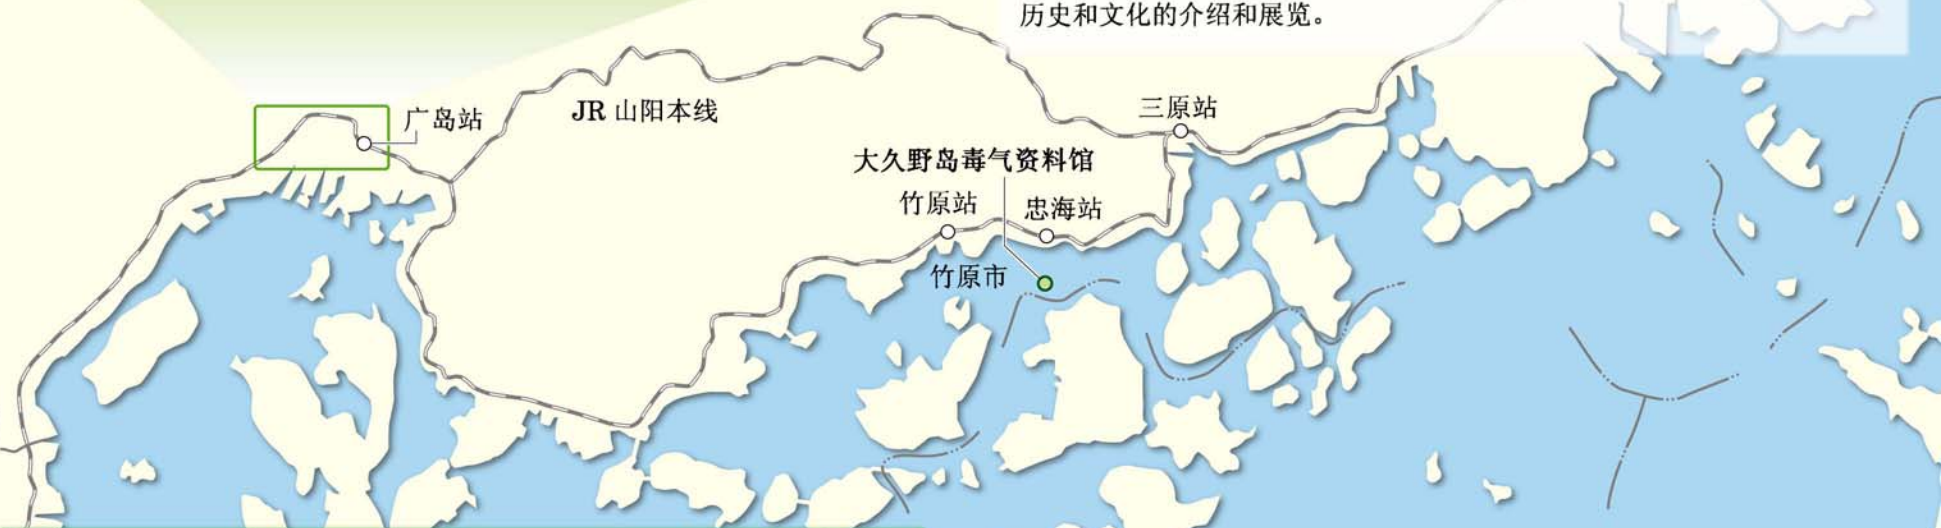 历史和文化的介绍和展览。
广岛站
JR 山阳本线
三原站
大久野岛毒气资料馆
竹原站
忠海站
竹原市